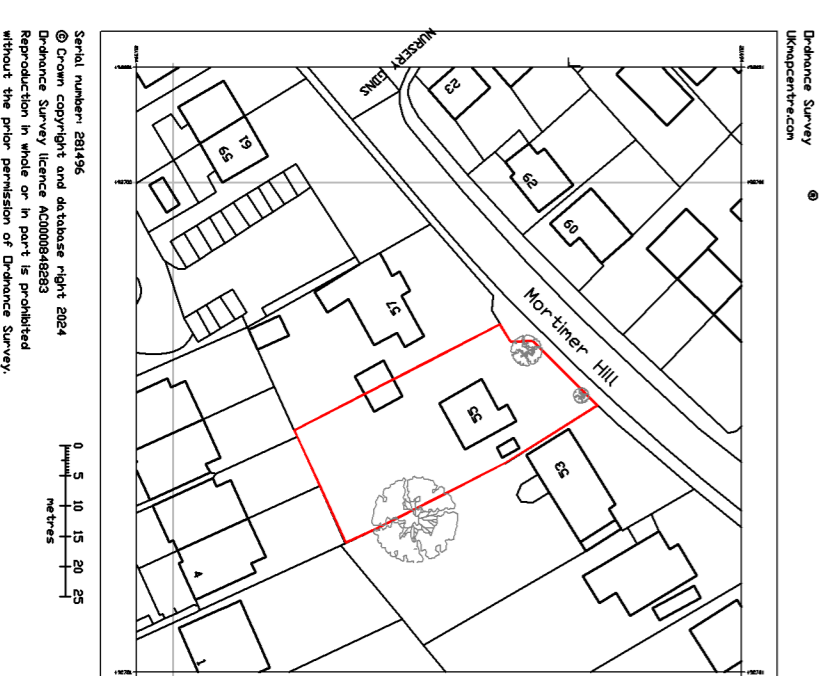 Ordnance Survey ©
UKmapcentre.com
NURSERY GDNS
23
29
60
61
59
57
Mortimer Hill
55
53
4
1
0 5 10 15 20 25
metres
Serial number: 281496
© Crown copyright and database right 2024
Ordnance Survey licence AC0000848283
Reproduction in whole or in part is prohibited
without the prior permission of Ordnance Survey.